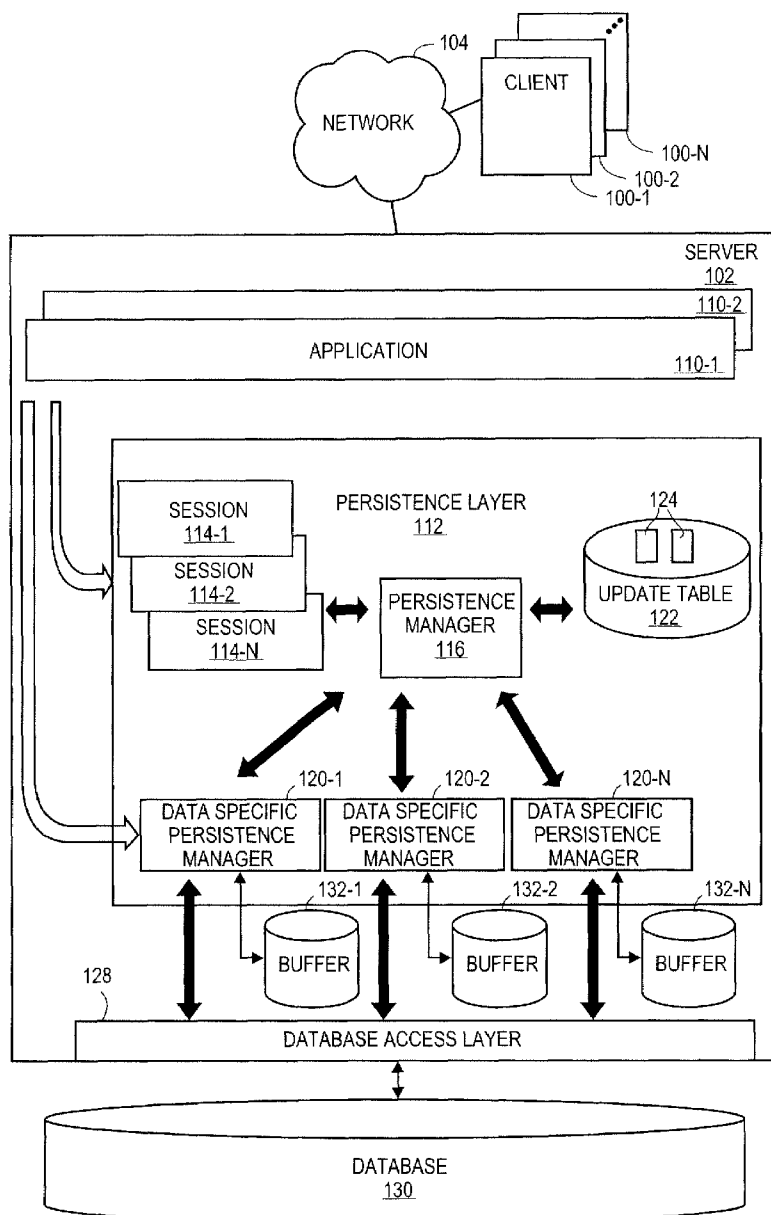 104
CLIENT
NETWORK
100-N
100-2
100-1
SERVER
102
110-2
APPLICATION
110-1
SESSION
114-1
PERSISTENCE LAYER
112
124
SESSION
114-2
PERSISTENCE
MANAGER
116
UPDATE TABLE
122
SESSION
114-N
120-1
120-2
120-N
DATA SPECIFIC
PERSISTENCE
MANAGER
DATA SPECIFIC
PERSISTENCE
MANAGER
DATA SPECIFIC
PERSISTENCE
MANAGER
132-1
132-2
132-N
BUFFER
BUFFER
BUFFER
128
DATABASE ACCESS LAYER
DATABASE
130